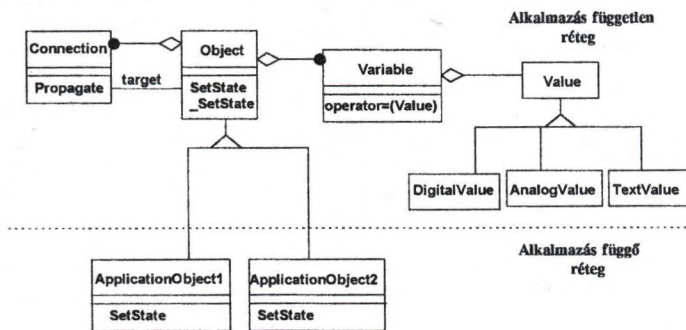 Alkalmazás független
réteg
Connection
Object
Variable
Value
Propagate
target
SetState
_SetState
operator=(Value)
DigitalValue
AnalogValue
TextValue
Alkalmazás függő
réteg
ApplicationObject1
ApplicationObject2
SetState
SetState